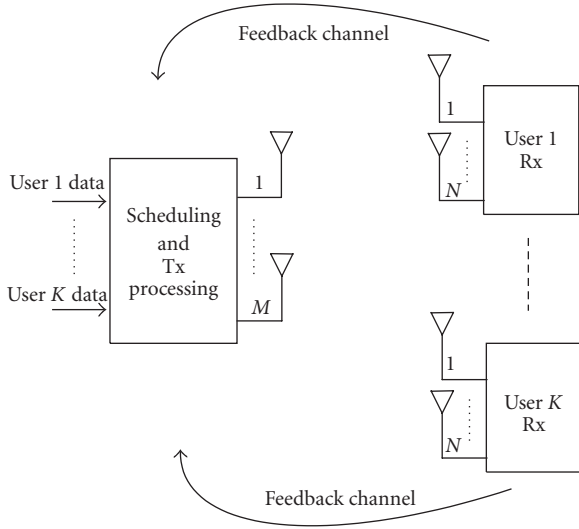 Feedback channel
1
User 1
Rx
N
User 1 data
Scheduling
and
Tx
processing
1
User K data
M
1
User K
Rx
N
Feedback channel